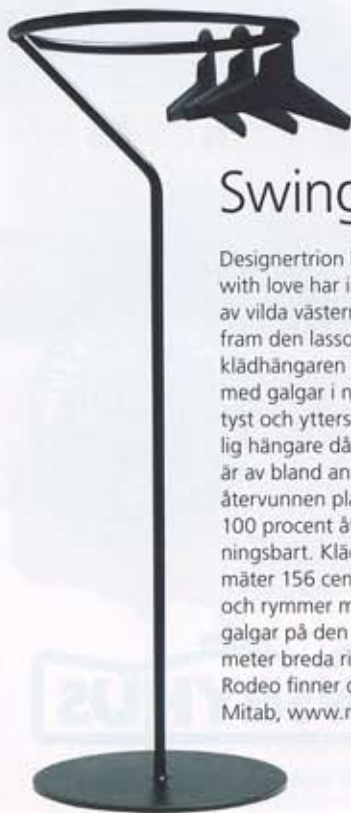 Swing
Designertrion
with love har i
av vilda västern
fram den lasso
klädhängaren
med galgar i
tyst och ytters
lig hängare då
är av bland an
återvunnen pla
100 procent åt
ningsbart. Kläd
mäter 156 cen
och rymmer m
galgar på den
meter breda ri
Rodeo finner d
Mitab, www.